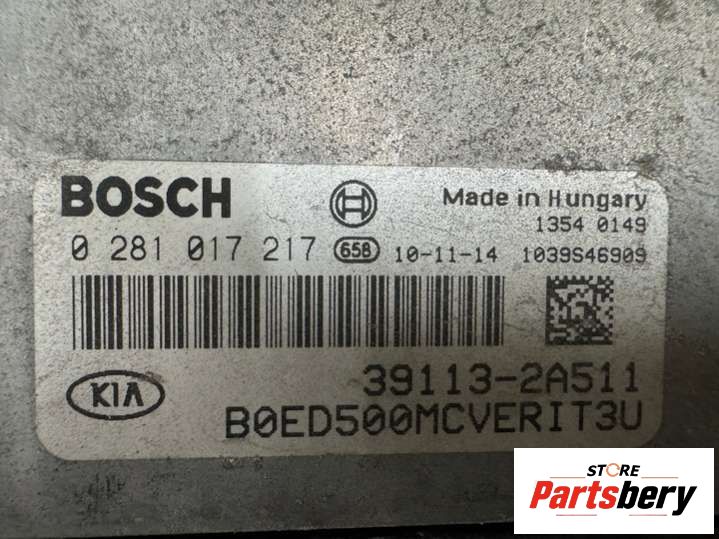 BOSCH
Made in Hungary
1354 0149
0 281 017 217 658 10-11-14 1039S46909
KIA
39113-2A511
B0ED500MCVERIT3U
STORE
Partsbery